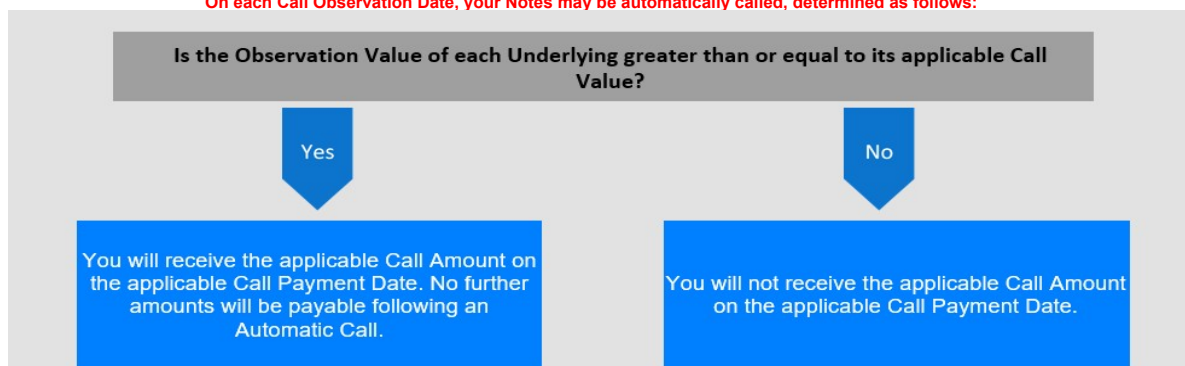 On each Call Observation Date, your Notes may be automatically called, determined as follows:
Is the Observation Value of each Underlying greater than or equal to its applicable Call
Value?
Yes
No
You will receive the applicable Call Amount on
the applicable Call Payment Date. No further
amounts will be payable following an
Automatic Call.
You will not receive the applicable Call Amount
on the applicable Call Payment Date.